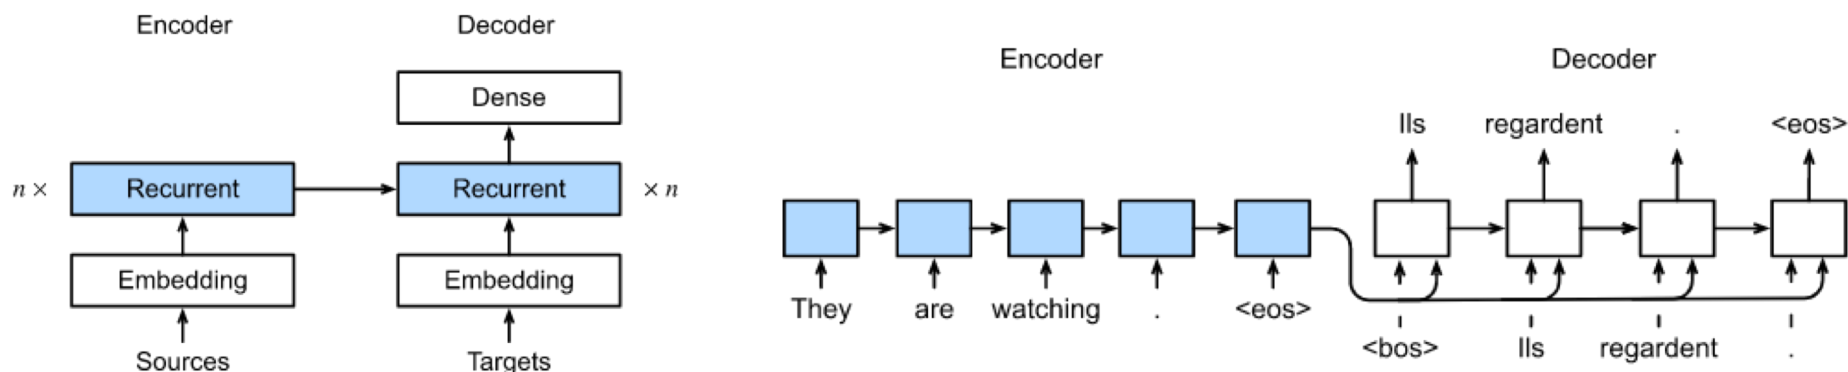 Encoder Decoder
Dense
n × Recurrent Recurrent × n
Embedding Embedding
Sources Targets
Encoder Decoder
Ils regardent . <eos>
They are watching . <eos>
<bos> Ils regardent .